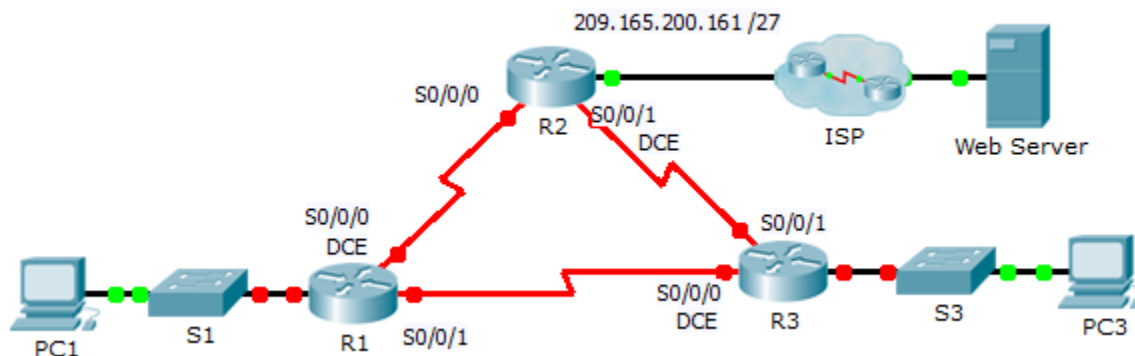 209.165.200.161 /27
S0/0/0
R2
S0/0/1
DCE
ISP
Web Server
S0/0/0
DCE
S0/0/1
PC1
S1
R1
S0/0/1
S0/0/0
DCE
R3
S3
PC3